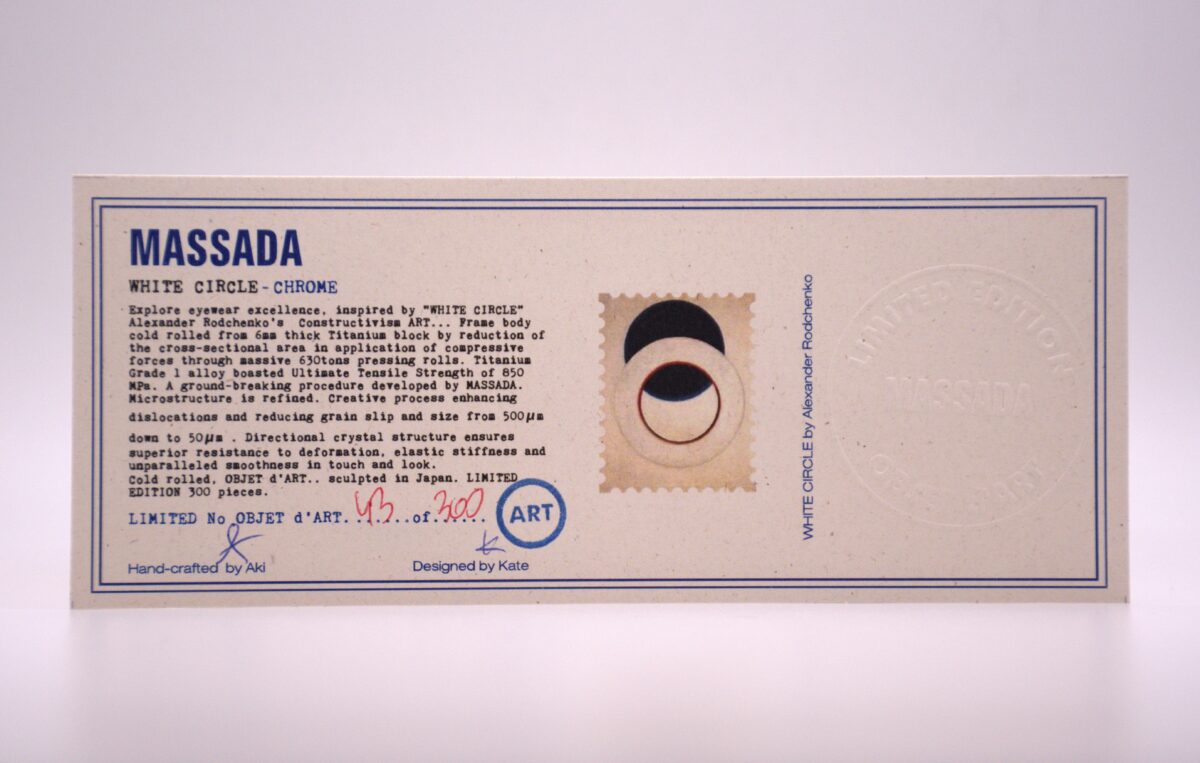 MASSADA
WHITE CIRCLE - CHROME
Explore eyewear excellence, inspired by "WHITE CIRCLE"
Alexander Rodchenko's Constructivism ART... Frame body
cold rolled from 6mm thick Titanium block by reduction of
the cross-sectional area in application of compressive
forces through massive 630tons pressing rolls. Titanium
Grade 1 alloy boasted Ultimate Tensile Strength of 850
MPa. A ground-breaking procedure developed by MASSADA.
Microstructure is refined. Creative process enhancing
dislocations and reducing grain slip and size from 500µm
down to 50µm . Directional crystal structure ensures
superior resistance to deformation, elastic stiffness and
unparalleled smoothness in touch and look.
Cold rolled, OBJET d'ART.. sculpted in Japan. LIMITED
EDITION 300 pieces.
LIMITED No OBJET d'ART..43...of.300...
ART
Hand-crafted by Aki
Designed by Kate
WHITE CIRCLE by Alexander Rodchenko
LIMITED EDITION
MASSADA